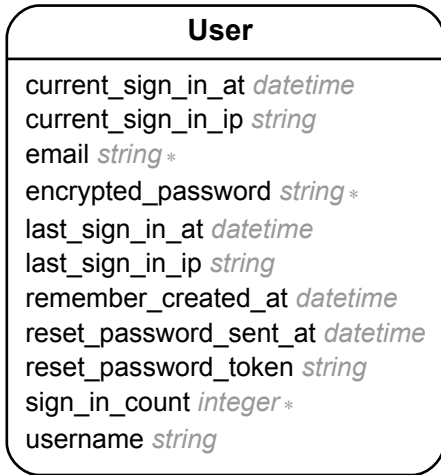 User
current_sign_in_at datetime
current_sign_in_ip string
email string *
encrypted_password string *
last_sign_in_at datetime
last_sign_in_ip string
remember_created_at datetime
reset_password_sent_at datetime
reset_password_token string
sign_in_count integer *
username string